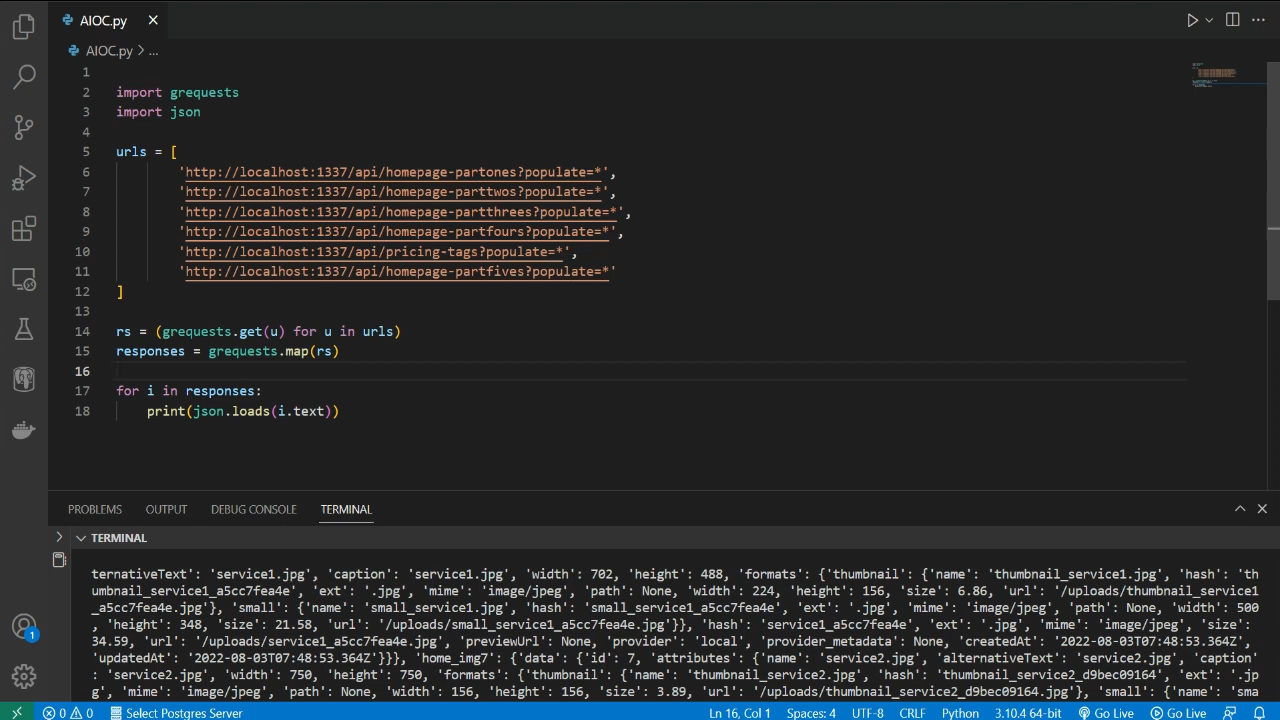 AIOC.py
AIOC.py > ...
1
2 import grequests
3 import json
4
5 urls = [
6 'http://localhost:1337/api/homepage-partones?populate=*',
7 'http://localhost:1337/api/homepage-parttwos?populate=*',
8 'http://localhost:1337/api/homepage-partthrees?populate=*',
9 'http://localhost:1337/api/homepage-partfours?populate=*',
10 'http://localhost:1337/api/pricing-tags?populate=*',
11 'http://localhost:1337/api/homepage-partfives?populate=*'
12 ]
13
14 rs = (grequests.get(u) for u in urls)
15 responses = grequests.map(rs)
16
17 for i in responses:
18 print(json.loads(i.text))
PROBLEMS OUTPUT DEBUG CONSOLE TERMINAL
TERMINAL
ternativeText': 'service1.jpg', 'caption': 'service1.jpg', 'width': 702, 'height': 488, 'formats': {'thumbnail': {'name': 'thumbnail_service1.jpg', 'hash': 'th
umbnail_service1_a5cc7fea4e', 'ext': '.jpg', 'mime': 'image/jpeg', 'path': None, 'width': 224, 'height': 156, 'size': 6.86, 'url': '/uploads/thumbnail_service1
_a5cc7fea4e.jpg'}, 'small': {'name': 'small_service1.jpg', 'hash': 'small_service1_a5cc7fea4e', 'ext': '.jpg', 'mime': 'image/jpeg', 'path': None, 'width': 500
, 'height': 348, 'size': 21.58, 'url': '/uploads/small_service1_a5cc7fea4e.jpg'}}, 'hash': 'service1_a5cc7fea4e', 'ext': '.jpg', 'mime': 'image/jpeg', 'size':
34.59, 'url': '/uploads/service1_a5cc7fea4e.jpg', 'previewUrl': None, 'provider': 'local', 'provider_metadata': None, 'createdAt': '2022-08-03T07:48:53.364Z',
'updatedAt': '2022-08-03T07:48:53.364Z'}}}, 'home_img7': {'data': {'id': 7, 'attributes': {'name': 'service2.jpg', 'alternativeText': 'service2.jpg', 'caption'
: 'service2.jpg', 'width': 750, 'height': 750, 'formats': {'thumbnail': {'name': 'thumbnail_service2.jpg', 'hash': 'thumbnail_service2_d9bec09164', 'ext': '.jp
g', 'mime': 'image/jpeg', 'path': None, 'width': 156, 'height': 156, 'size': 3.89, 'url': '/uploads/thumbnail_service2_d9bec09164.jpg'}, 'small': {'name': 'sma
1
0 0 Select Postgres Server Ln 16, Col 1 Spaces: 4 UTF-8 CRLF Python 3.10.4 64-bit Go Live Go Live